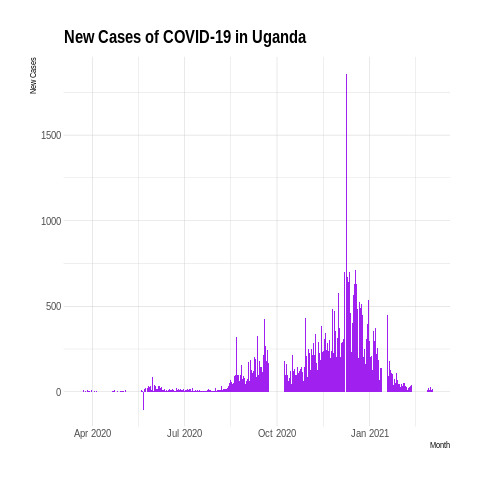 New Cases of COVID-19 in Uganda
New Cases
1500
1000
500
0
Apr 2020 Jul 2020 Oct 2020 Jan 2021
Month